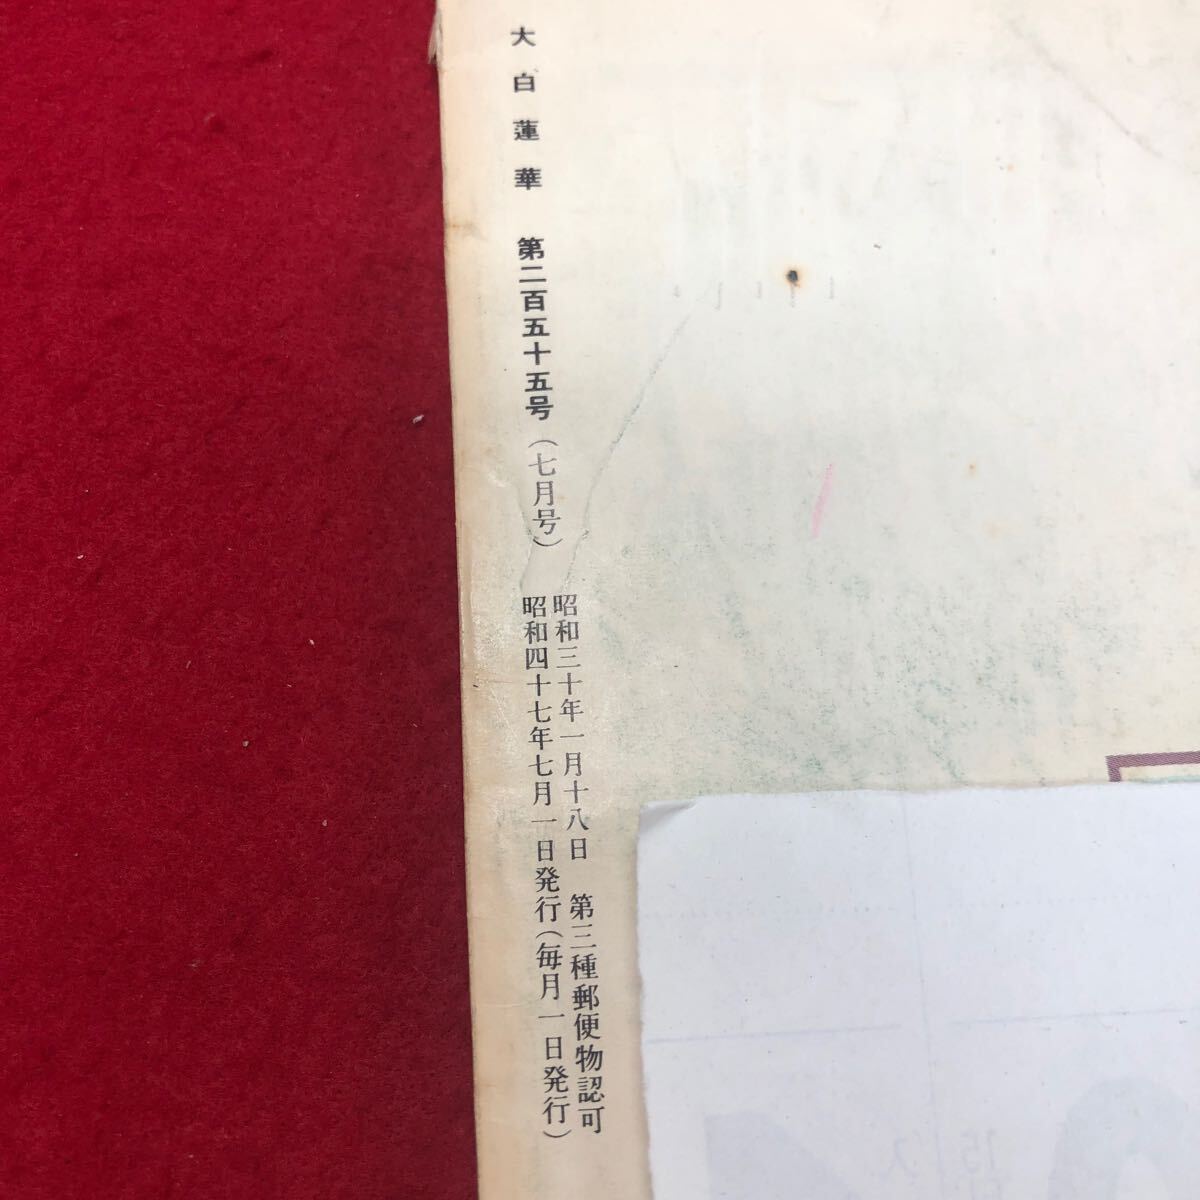 大白蓮華 第二百五十五号（七月号）
昭和三十年一月十八日 第三種郵便物認可
昭和四十七年七月一日発行（毎月一日発行）